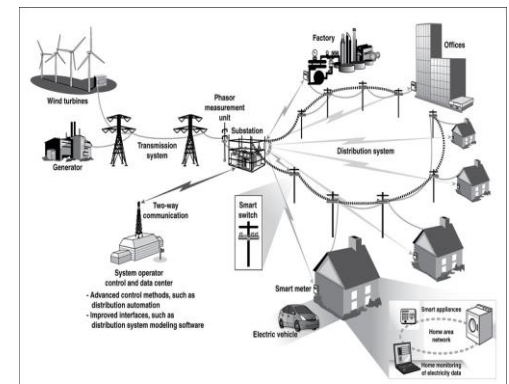 Factory
Offices
Wind turbines
Phasor
measurement
unit
Substation
Generator
Transmission
system
Distribution system
Two-way
communication
Smart
switch
System operator
control and data center
- Advanced control methods, such as
distribution automation
- Improved interfaces, such as
distribution system modeling software
Smart meter
Electric vehicle
Smart appliances
Home area
network
Home monitoring
of electricity data